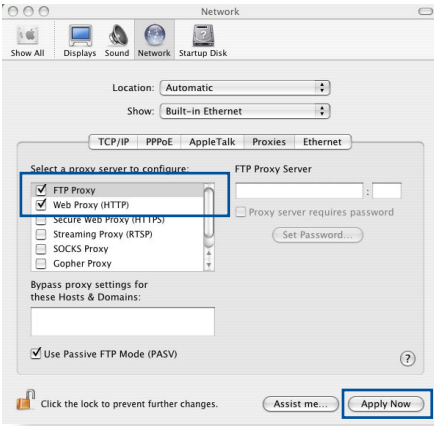 Network
Show All Displays Sound Network Startup Disk
Location: Automatic
Show: Built-in Ethernet
TCP/IP PPPoE AppleTalk Proxies Ethernet
Select a proxy server to configure: FTP Proxy Server
FTP Proxy
:
Web Proxy (HTTP)
Proxy server requires password
Secure Web Proxy (HTTPS)
Streaming Proxy (RTSP) Set Password...
SOCKS Proxy
Gopher Proxy
Bypass proxy settings for
these Hosts & Domains:
Use Passive FTP Mode (PASV) ?
Click the lock to prevent further changes. Assist me... Apply Now